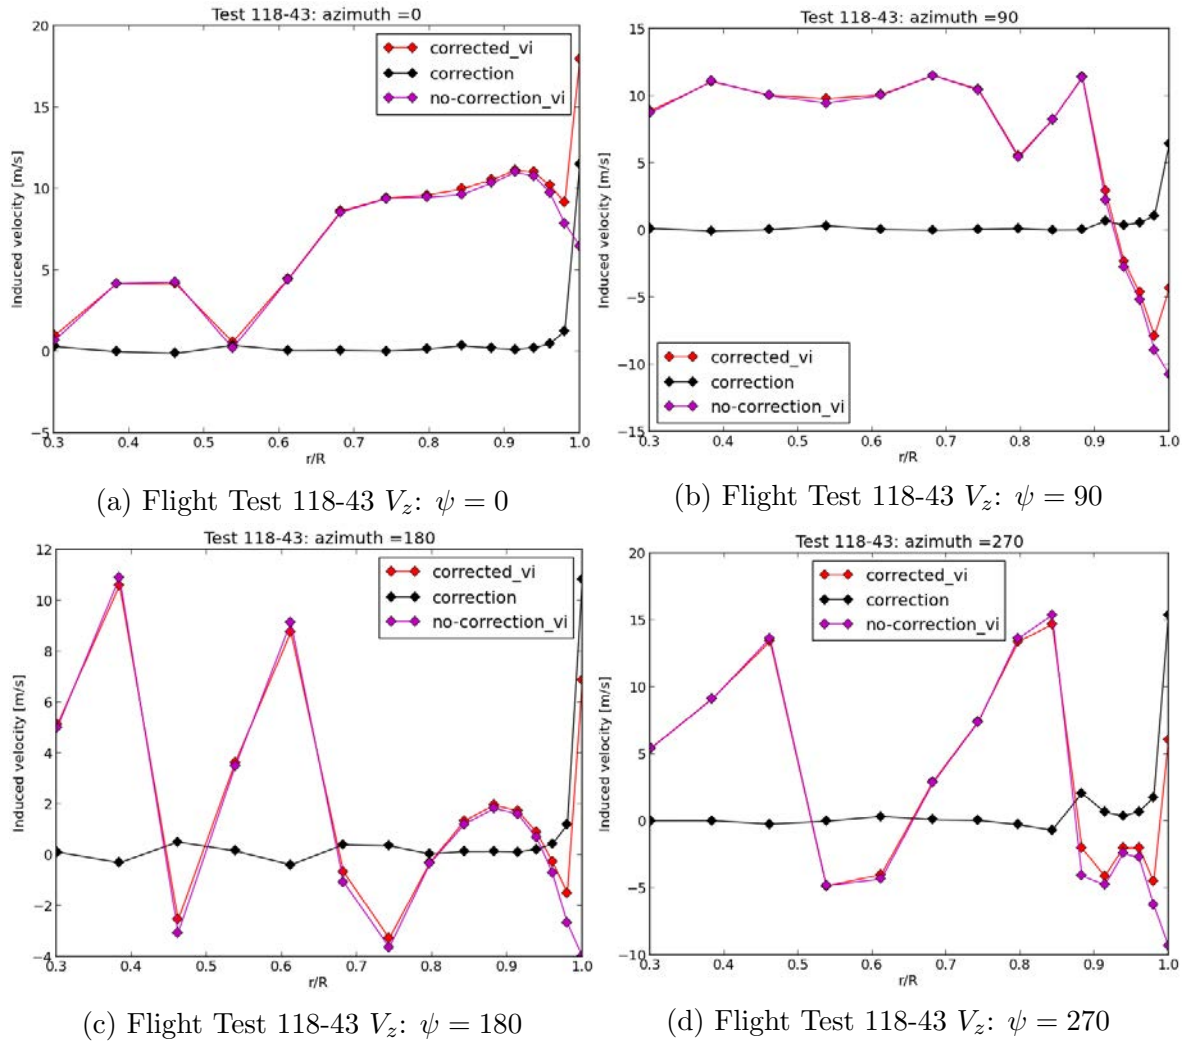 Test 118-43: azimuth =0
20
15
10
5
0
−5
Induced velocity [m/s]
corrected_vi
correction
no-correction_vi
0.3 0.4 0.5 0.6 0.7 0.8 0.9 1.0
r/R
(a) Flight Test 118-43 V_z: ψ = 0
Test 118-43: azimuth =90
15
10
5
0
−5
−10
−15
Induced velocity [m/s]
corrected_vi
correction
no-correction_vi
0.3 0.4 0.5 0.6 0.7 0.8 0.9 1.0
r/R
(b) Flight Test 118-43 V_z: ψ = 90
Test 118-43: azimuth =180
12
10
8
6
4
2
0
−2
−4
Induced velocity [m/s]
corrected_vi
correction
no-correction_vi
0.3 0.4 0.5 0.6 0.7 0.8 0.9 1.0
r/R
(c) Flight Test 118-43 V_z: ψ = 180
Test 118-43: azimuth =270
20
15
10
5
0
−5
−10
Induced velocity [m/s]
corrected_vi
correction
no-correction_vi
0.3 0.4 0.5 0.6 0.7 0.8 0.9 1.0
r/R
(d) Flight Test 118-43 V_z: ψ = 270